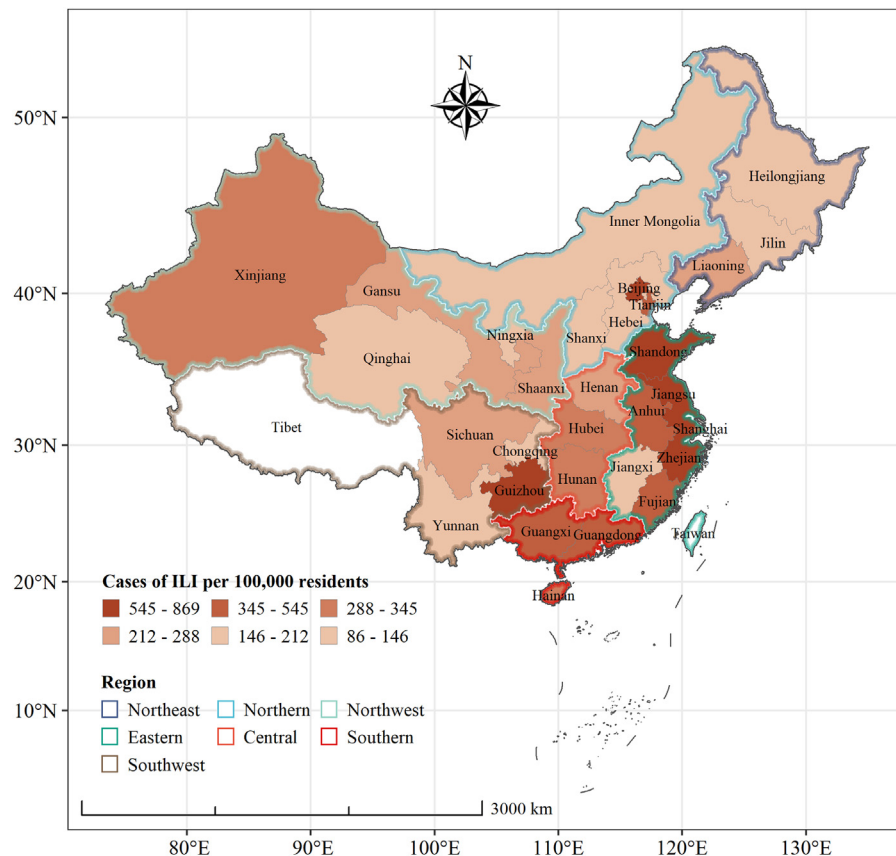 N
50°N
40°N
30°N
20°N
10°N
Heilongjiang
Inner Mongolia
Jilin
Xinjiang
Liaoning
Gansu
Beijing
Tianjin
Hebei
Ningxia
Shanxi
Shandong
Qinghai
Shaanxi
Henan
Jiangsu
Anhui
Tibet
Hubei
Shanghai
Sichuan
Chongqing
Zhejian
Jiangxi
Hunan
Guizhou
Fujian
Yunnan
Guangxi
Guangdong
Taiwan
Hainan
Cases of ILI per 100,000 residents
545 - 869 345 - 545 288 - 345
212 - 288 146 - 212 86 - 146
Region
Northeast Northern Northwest
Eastern Central Southern
Southwest
3000 km
80°E 90°E 100°E 110°E 120°E 130°E